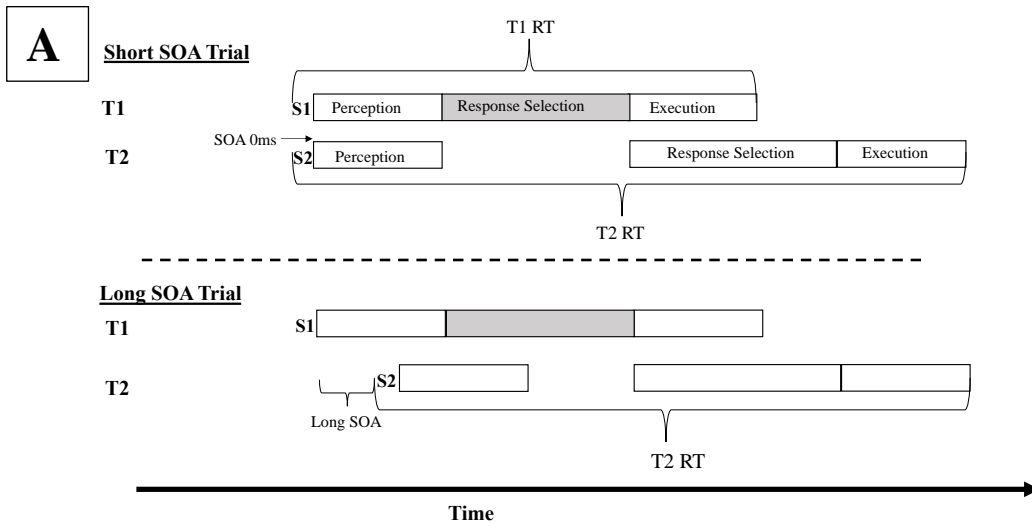 A
Short SOA Trial
T1 RT
T1
S1
Perception
Response Selection
Execution
SOA 0ms
T2
S2
Perception
Response Selection
Execution
T2 RT
Long SOA Trial
T1
S1
T2
S2
Long SOA
T2 RT
Time